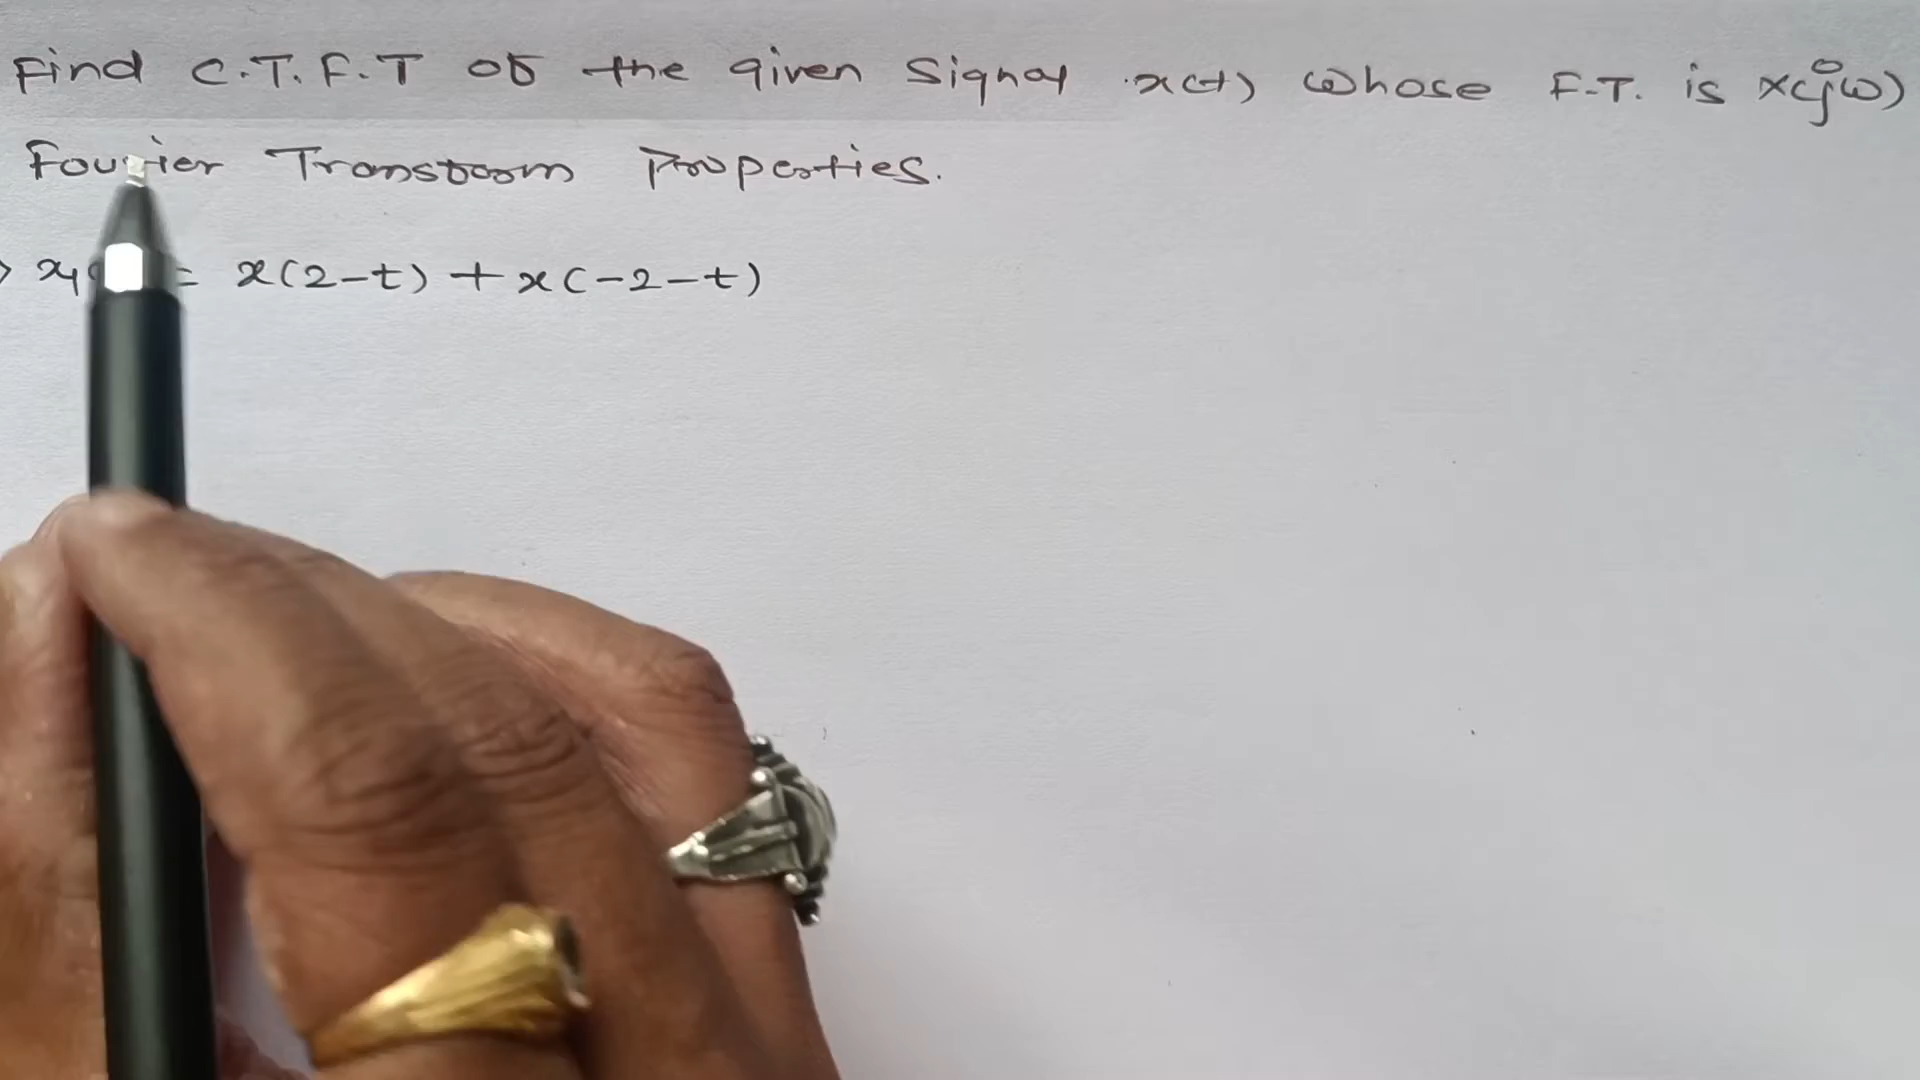 Find C.T.F.T of the given Signal x(t) whose F.T. is X(jω)
Fourier Transform Properties.
= x(2-t) + x(-2-t)